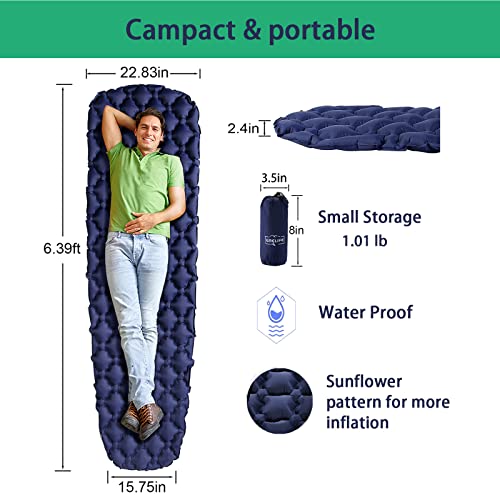 Campact & portable
22.83in
6.39ft
15.75in
2.4in
3.5in
8in
Small Storage
1.01 lb
Water Proof
Sunflower
pattern for more
inflation